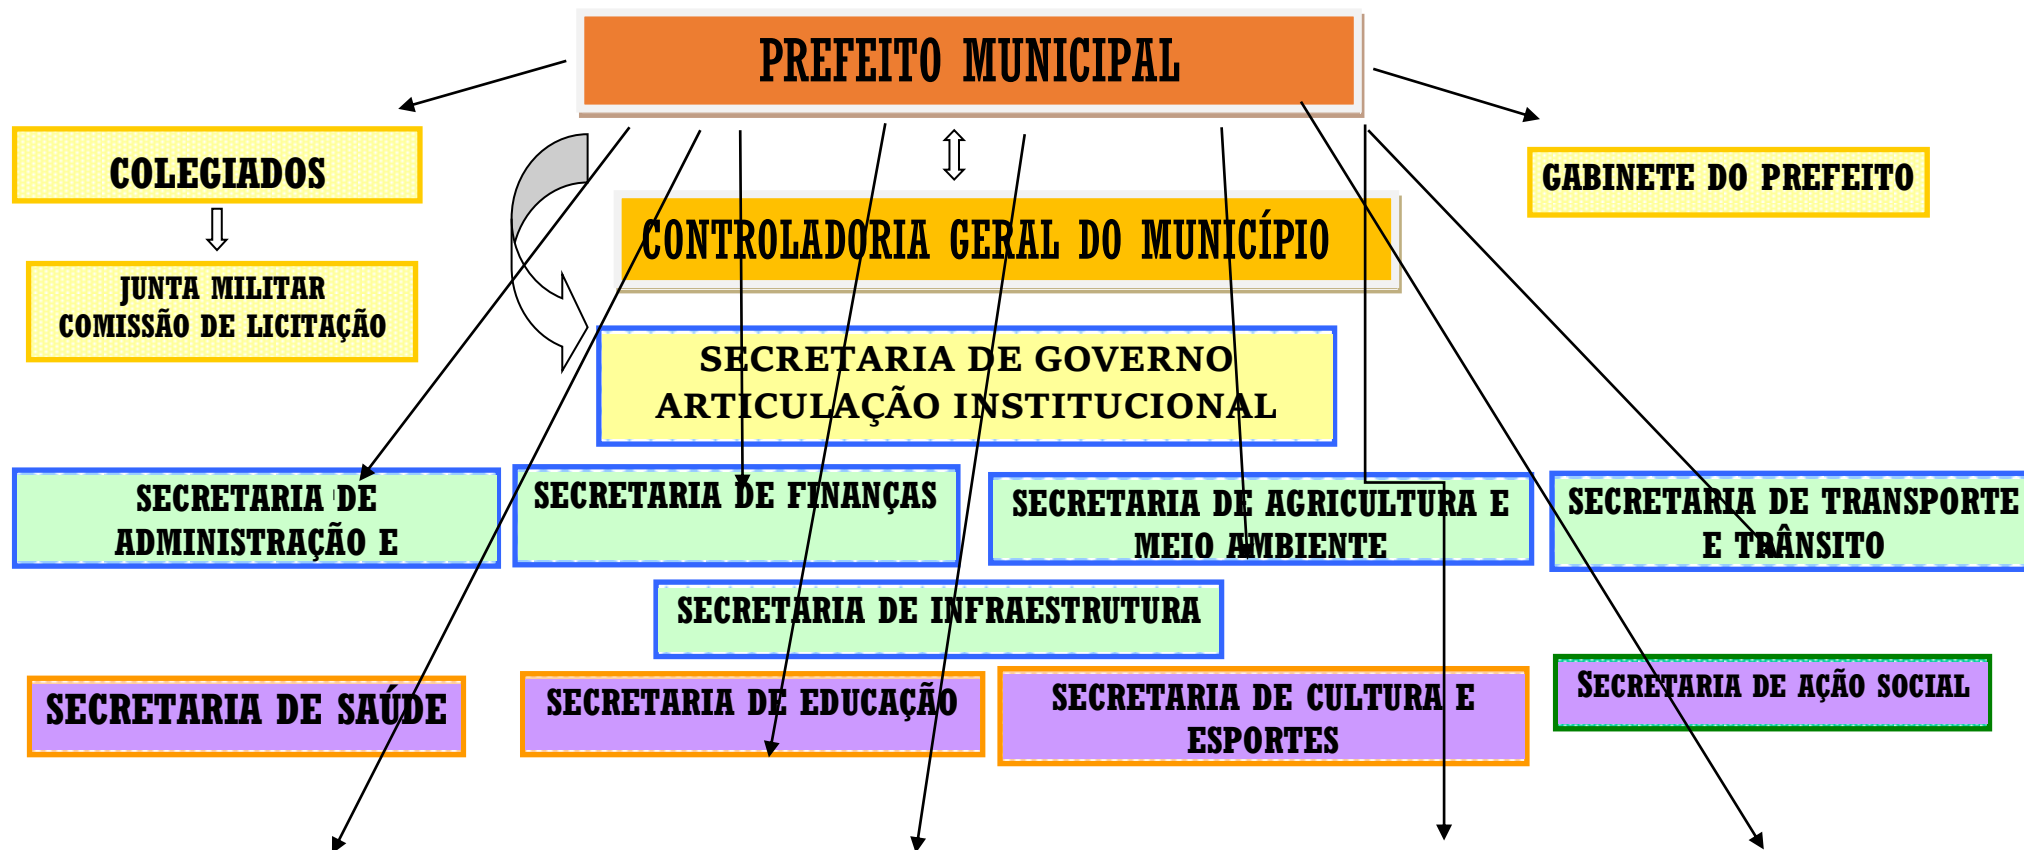 PREFEITO MUNICIPAL
COLEGIADOS
GABINETE DO PREFEITO
CONTROLADORIA GERAL DO MUNICÍPIO
JUNTA MILITAR
COMISSÃO DE LICITAÇÃO
SECRETARIA DE GOVERNO
ARTICULAÇÃO INSTITUCIONAL
SECRETARIA DE
ADMINISTRAÇÃO E
SECRETARIA DE FINANÇAS
SECRETARIA DE AGRICULTURA E
MEIO AMBIENTE
SECRETARIA DE TRANSPORTE
E TRÂNSITO
SECRETARIA DE INFRAESTRUTURA
SECRETARIA DE SAÚDE
SECRETARIA DE EDUCAÇÃO
SECRETARIA DE CULTURA E
ESPORTES
SECRETARIA DE AÇÃO SOCIAL